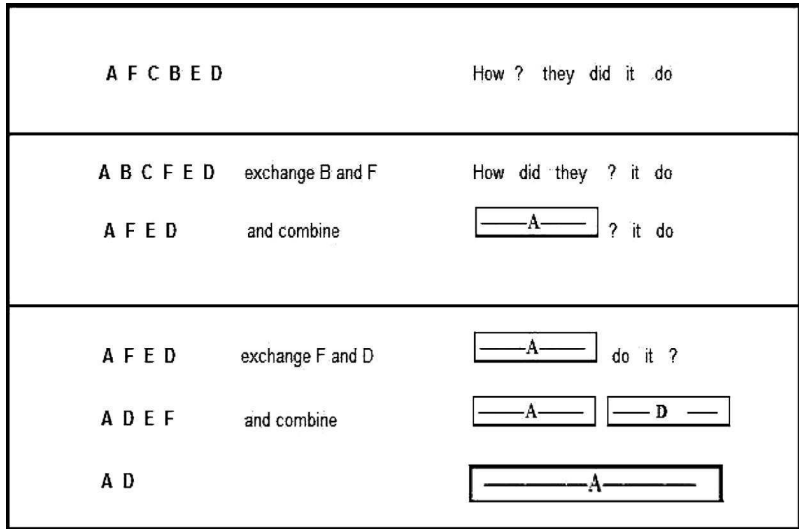 A F C B E D How ? they did it do
A B C F E D exchange B and F How did they ? it do
A F E D and combine A ? it do
A F E D exchange F and D A do it ?
A D E F and combine A D
A D A